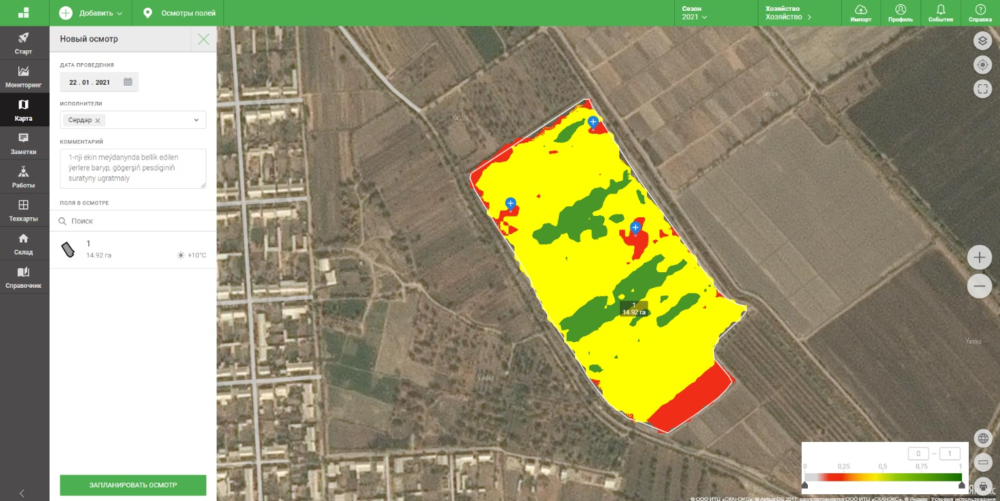 Добавить
Осмотры полей
Сезон
2021
Хозяйство
Хозяйство
Импорт
Профиль
События
Справка
Старт
Мониторинг
Карта
Заметки
Работы
Техкарты
Склад
Справочник
Новый осмотр
ДАТА ПРОВЕДЕНИЯ
22 . 01 . 2021
ИСПОЛНИТЕЛИ
Сердар
КОММЕНТАРИЙ
1-nji ekin meýdanynda bellik edilen
ýerlere baryp, gögerşiň pesdiginiň
suratyny ugratmaly
ПОЛЯ В ОСМОТРЕ
Поиск
1
14.92 га
+10°C
ЗАПЛАНИРОВАТЬ ОСМОТР
Yandex
Yandex
Yandex
Yandex
Yandex
1
14.92 га
0 – 1
0 0,25 0,5 0,75 1
© ООО ИТЦ «СКАНЭКС», © Airbus DS 2017, распространяется ООО ИТЦ «СКАНЭКС», © Яндекс Условия использования